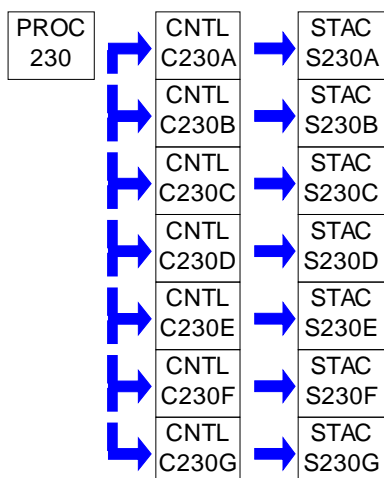 PROC
230
CNTL
C230A
STAC
S230A
CNTL
C230B
STAC
S230B
CNTL
C230C
STAC
S230C
CNTL
C230D
STAC
S230D
CNTL
C230E
STAC
S230E
CNTL
C230F
STAC
S230F
CNTL
C230G
STAC
S230G